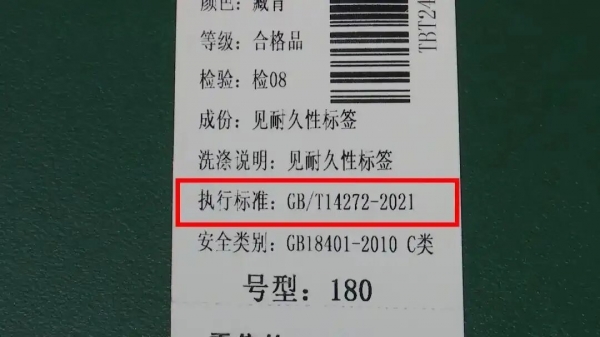 颜色：藏青
等级：合格品
检验：检08
成份：见耐久性标签
洗涤说明：见耐久性标签
执行标准：GB/T14272-2021
安全类别：GB18401-2010 C类
号型：180
TBT24